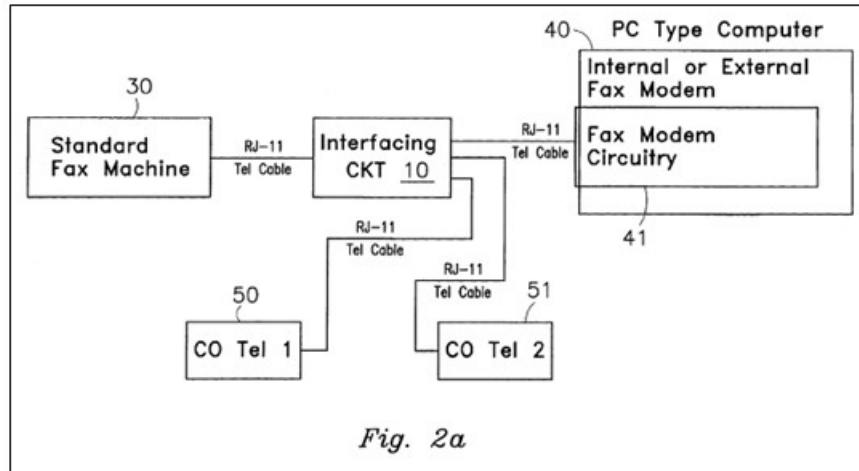 PC Type Computer
40
Internal or External
Fax Modem
30
Standard
Fax Machine
RJ-11
Tel Cable
Interfacing
CKT 10
RJ-11
Tel Cable
Fax Modem
Circuitry
41
RJ-11
Tel Cable
RJ-11
Tel Cable
50
CO Tel 1
51
CO Tel 2
Fig. 2a